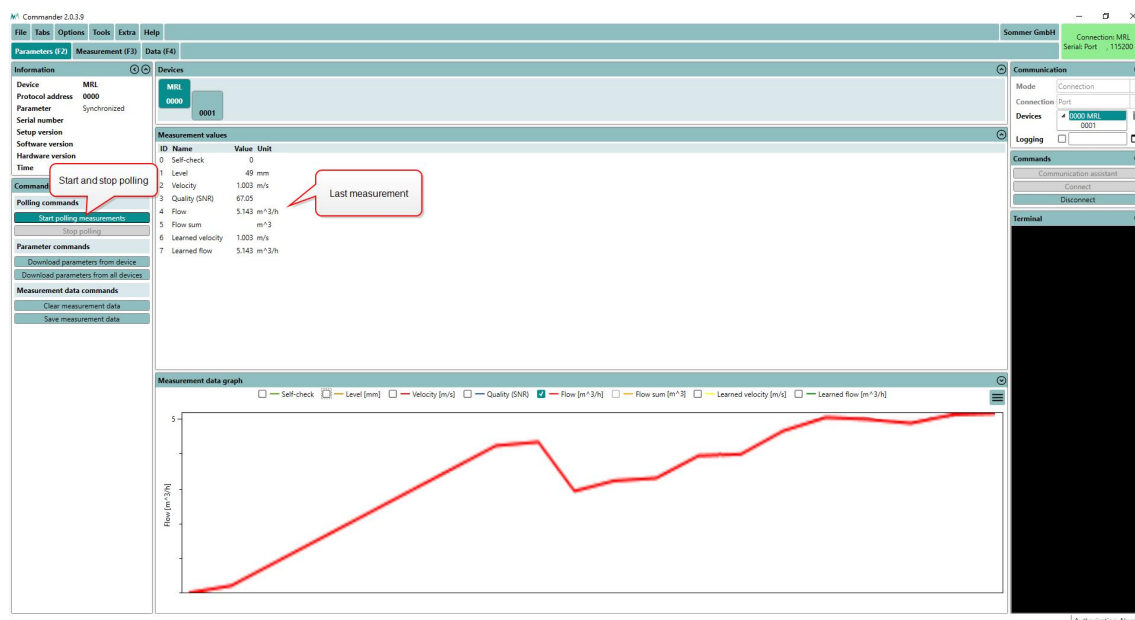 Commander 2.0.3.9
File Tabs Options Tools Extra Help
Sommer GmbH
Connection: MRL
Serial: Port , 115200
Parameters (F2) Measurement (F3) Data (F4)
Information
Device MRL
Protocol address 0000
Parameter Synchronized
Serial number
Setup version
Software version
Hardware version
Time
Start and stop polling
Polling commands
Start polling measurements
Stop polling
Parameter commands
Download parameters from device
Download parameters from all devices
Measurement data commands
Clear measurement data
Save measurement data
Devices
MRL
0000
0001
Measurement values
ID Name Value Unit
0 Self-check 0
1 Level 49 mm
2 Velocity 1.003 m/s
3 Quality (SNR) 67.05
4 Flow 5.143 m^3/h
5 Flow sum m^3
6 Learned velocity 1.003 m/s
7 Learned flow 5.143 m^3/h
Last measurement
Measurement data graph
Self-check Level [mm] Velocity [m/s] Quality (SNR) Flow [m^3/h] Flow sum [m^3] Learned velocity [m/s] Learned flow [m^3/h]
5
Flow [m^3/h]
Communication
Mode Connection
Connection Port
Devices 0000 MRL
0001
Logging
Commands
Communication assistant
Connect
Disconnect
Terminal